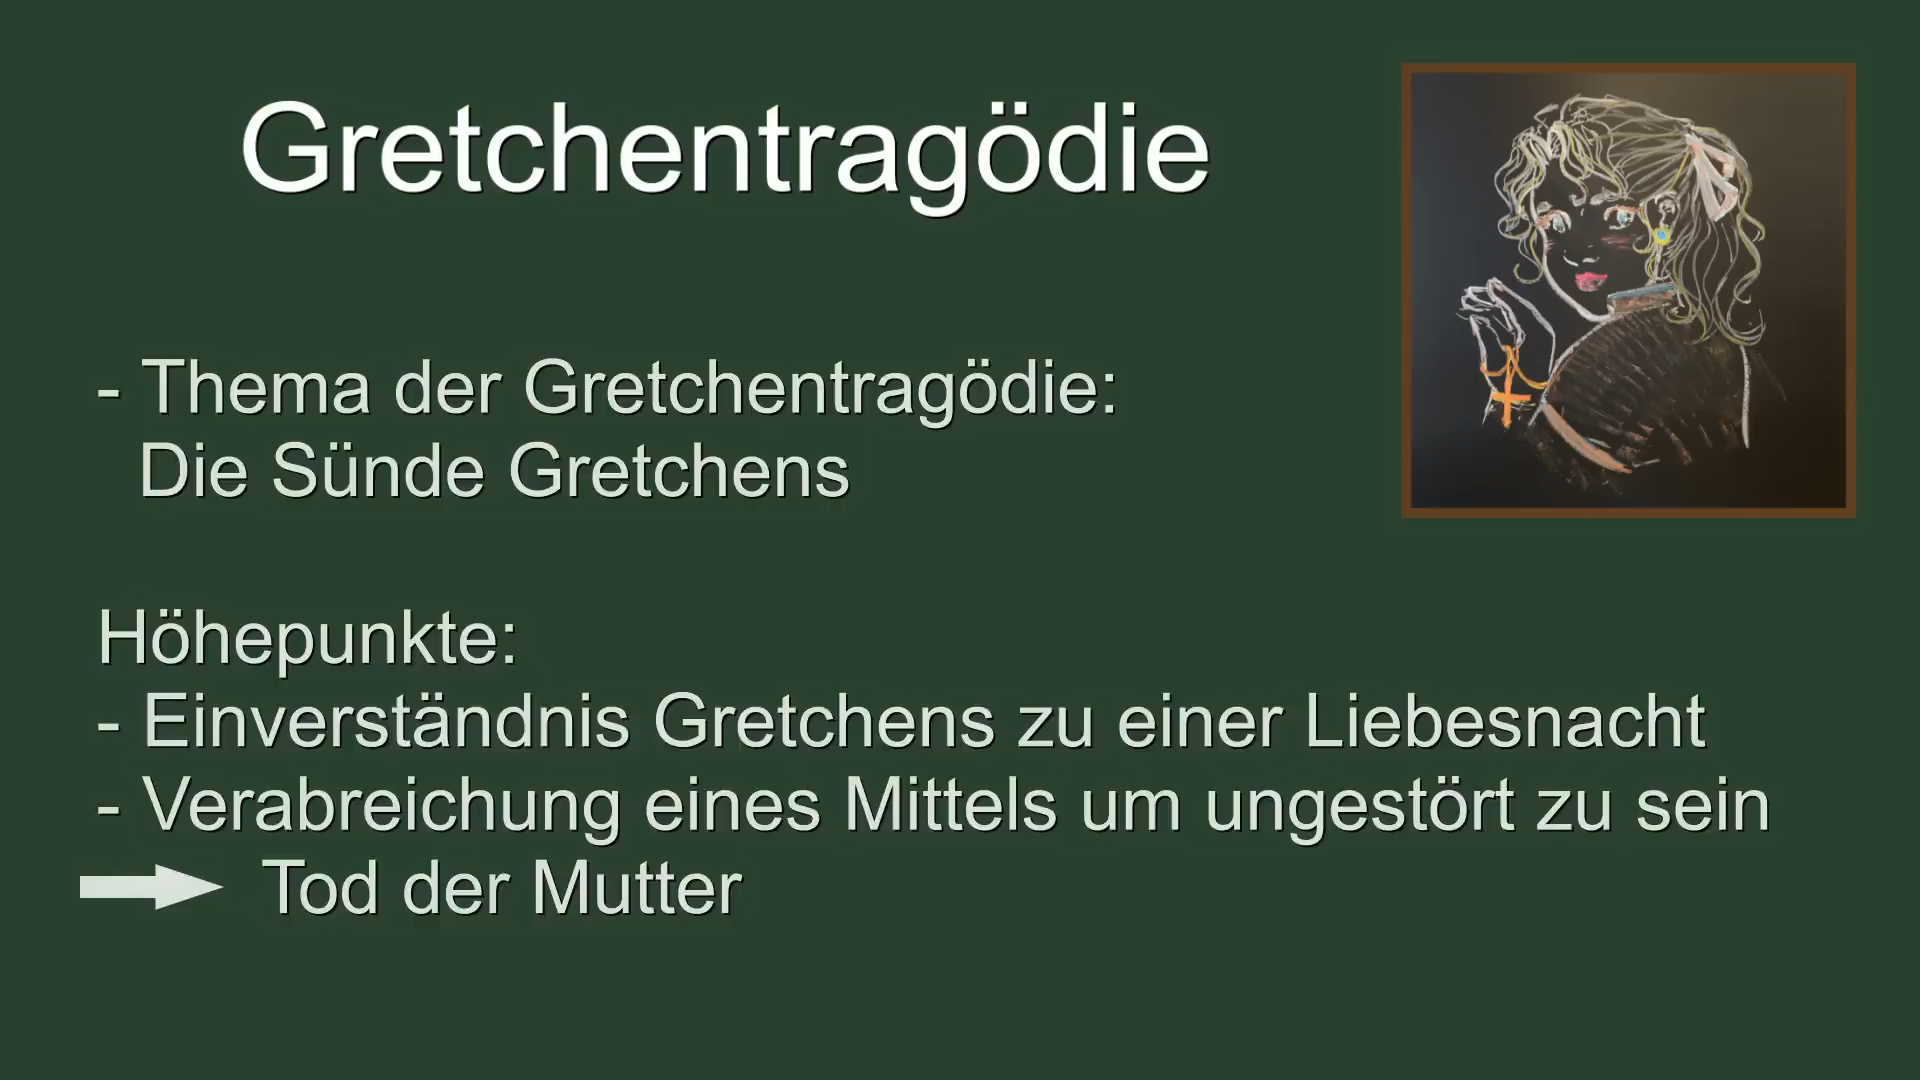 Gretchentragödie
- Thema der Gretchentragödie:
Die Sünde Gretchens
Höhepunkte:
- Einverständnis Gretchens zu einer Liebesnacht
- Verabreichung eines Mittels um ungestört zu sein
Tod der Mutter